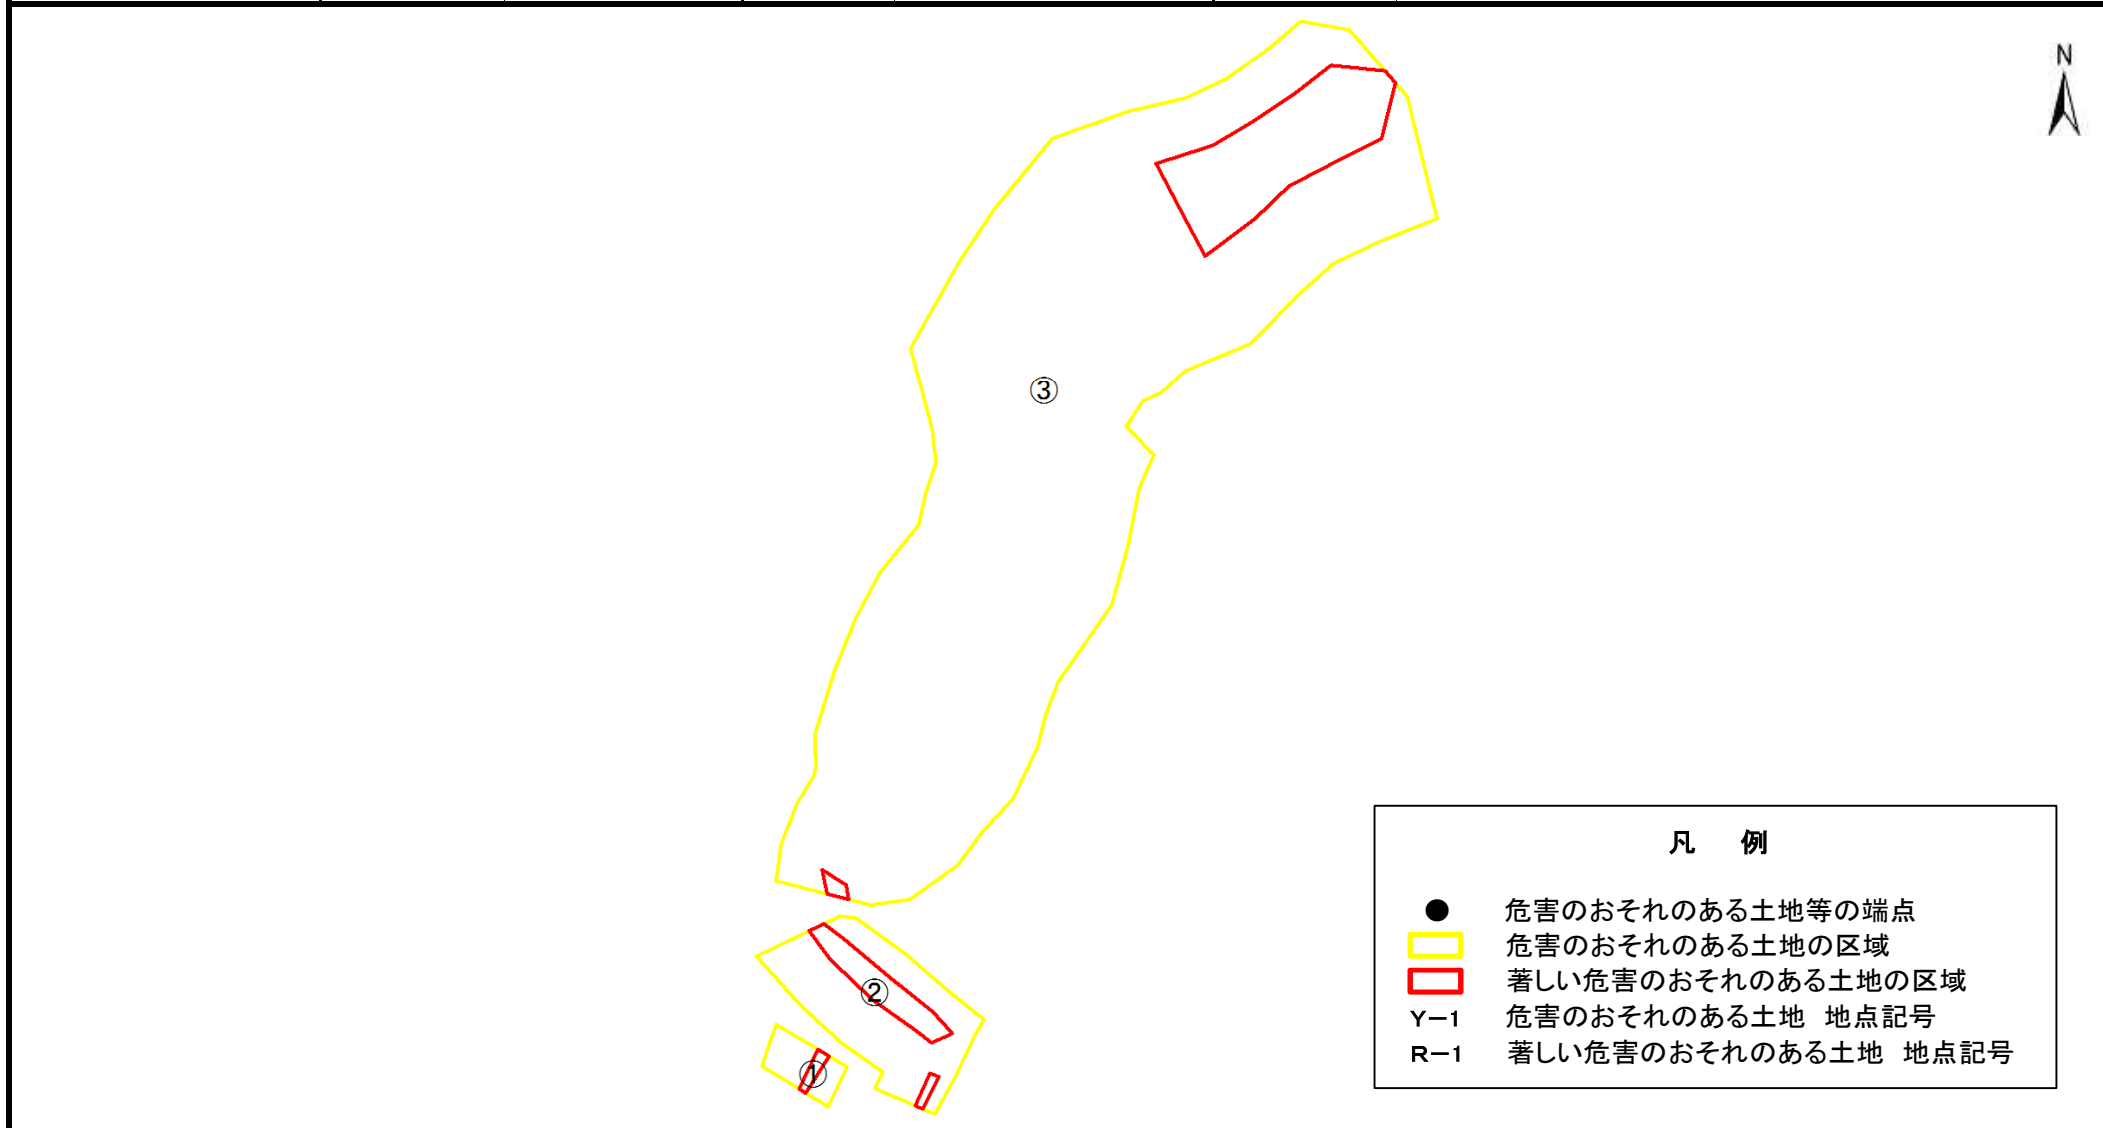 N
③
②
①
凡 例
● 危害のおそれのある土地等の端点
危害のおそれのある土地の区域
著しい危害のおそれのある土地の区域
Y-1 危害のおそれのある土地 地点記号
R-1 著しい危害のおそれのある土地 地点記号